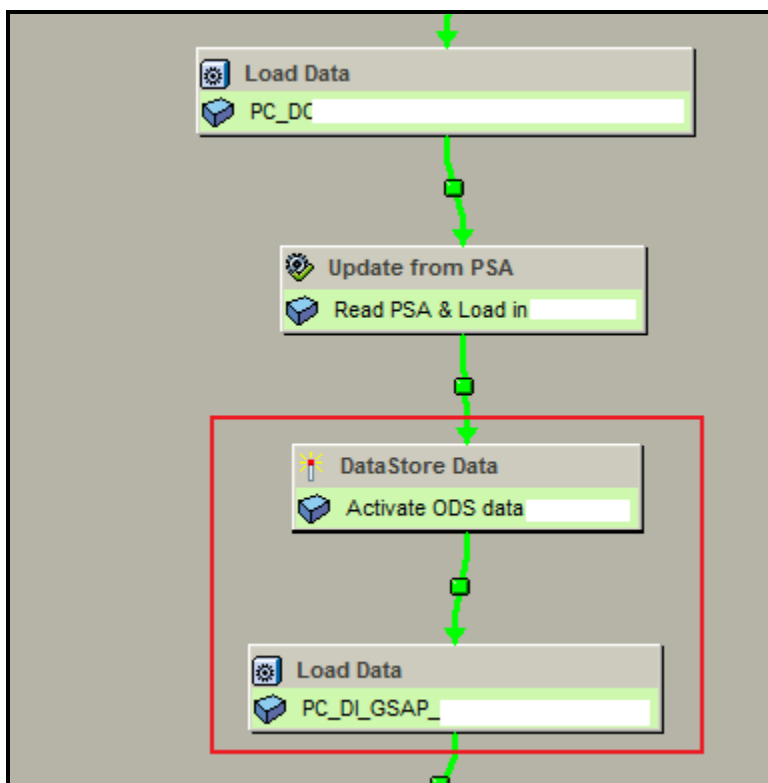 Load Data
PC_DC
Update from PSA
Read PSA & Load in
DataStore Data
Activate ODS data
Load Data
PC_DI_GSAP_